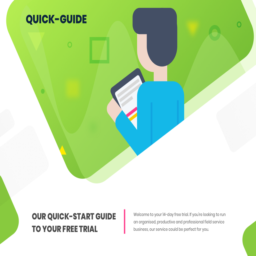 QUICK-GUIDE
OUR QUICK-START GUIDE
TO YOUR FREE TRIAL
Welcome to your 14-day free trial. If you're looking to run
an organised, productive and professional field service
business, our service could be perfect for you.